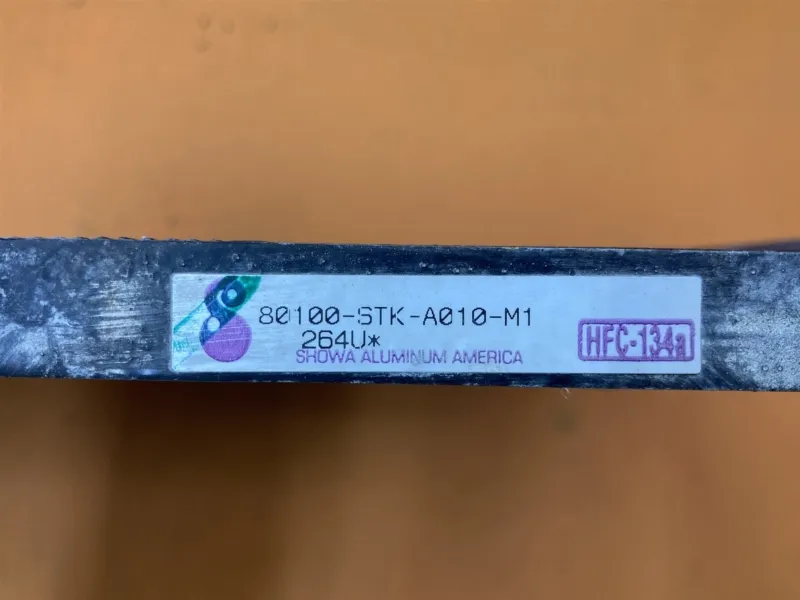 80100-STK-A010-M1
264U*
SHOWA ALUMINUM AMERICA
HFC-134a